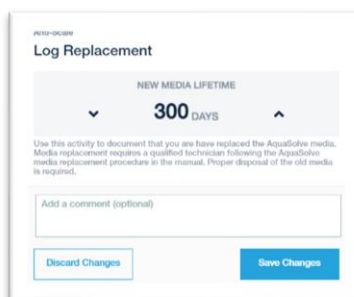 Anti-Scale
Log Replacement
NEW MEDIA LIFETIME
300 DAYS
Use this activity to document that you are have replaced the AquaSolve media.
Media replacement requires a qualified technician following the AquaSolve
media replacement procedure in the manual. Proper disposal of the old media
is required.
Add a comment (optional)
Discard Changes
Save Changes